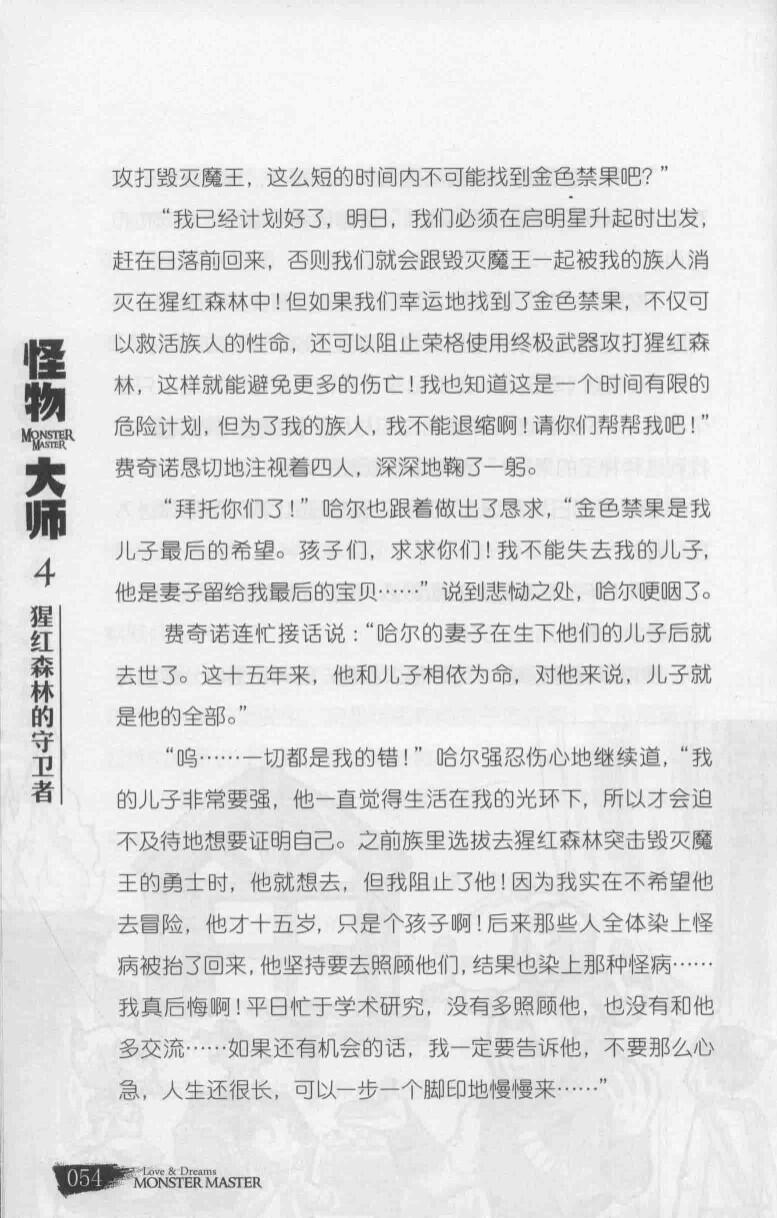 攻打毁灭魔王，这么短的时间内不可能找到金色禁果吧？”
“我已经计划好了，明日，我们必须在启明星升起时出发，
赶在日落前回来，否则我们就会跟毁灭魔王一起被我的族人消
灭在猩红森林中！但如果我们幸运地找到了金色禁果，不仅可
以救活族人的性命，还可以阻止荣格使用终极武器攻打猩红森
林，这样就能避免更多的伤亡！我也知道这是一个时间有限的
危险计划，但为了我的族人，我不能退缩啊！请你们帮帮我吧！”
费奇诺恳切地注视着四人，深深地鞠了一躬。
“拜托你们了！”哈尔也跟着做出了恳求，“金色禁果是我
儿子最后的希望。孩子们，求求你们！我不能失去我的儿子，
他是妻子留给我最后的宝贝……”说到悲恸之处，哈尔哽咽了。
费奇诺连忙接话说：“哈尔的妻子在生下他们的儿子后就
去世了。这十五年来，他和儿子相依为命，对他来说，儿子就
是他的全部。”
“呜……一切都是我的错！”哈尔强忍伤心地继续道，“我
的儿子非常要强，他一直觉得生活在我的光环下，所以才会迫
不及待地想要证明自己。之前族里选拔去猩红森林突击毁灭魔
王的勇士时，他就想去，但我阻止了他！因为我实在不希望他
去冒险，他才十五岁，只是个孩子啊！后来那些人全体染上怪
病被抬了回来，他坚持要去照顾他们，结果也染上那种怪病……
我真后悔啊！平日忙于学术研究，没有多照顾他，也没有和他
多交流……如果还有机会的话，我一定要告诉他，不要那么心
急，人生还很长，可以一步一个脚印地慢慢来……”
怪物
MONSTER
MASTER
大师
4
猩红森林的守卫者
054
Love & Dreams
MONSTER MASTER